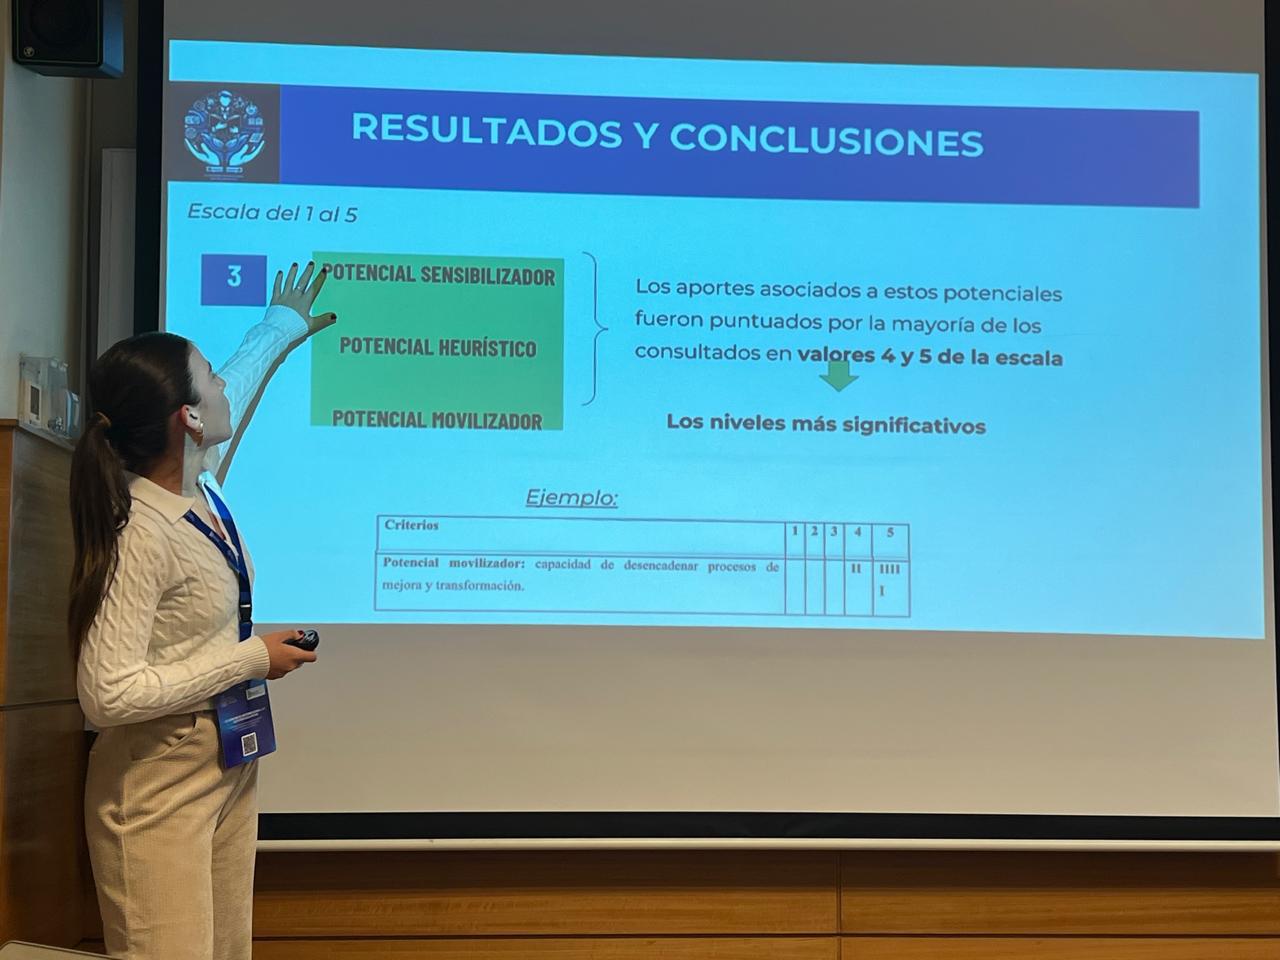 RESULTADOS Y CONCLUSIONES
Escala del 1 al 5
3
POTENCIAL SENSIBILIZADOR
POTENCIAL HEURÍSTICO
POTENCIAL MOVILIZADOR
Los aportes asociados a estos potenciales
fueron puntuados por la mayoría de los
consultados en valores 4 y 5 de la escala
Los niveles más significativos
Ejemplo:
Criterios 1 2 3 4 5
Potencial movilizador: capacidad de desencadenar procesos de II IIII
mejora y transformación. I